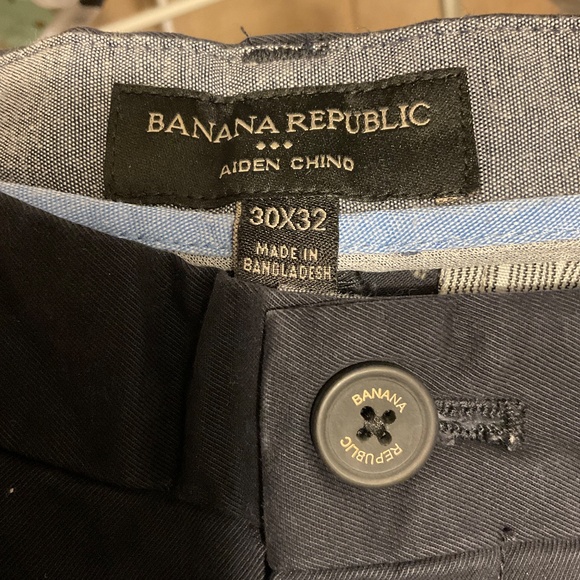 BANANA REPUBLIC
AIDEN CHINO
30X32
MADE IN
BANGLADESH
BANANA
REPUBLIC